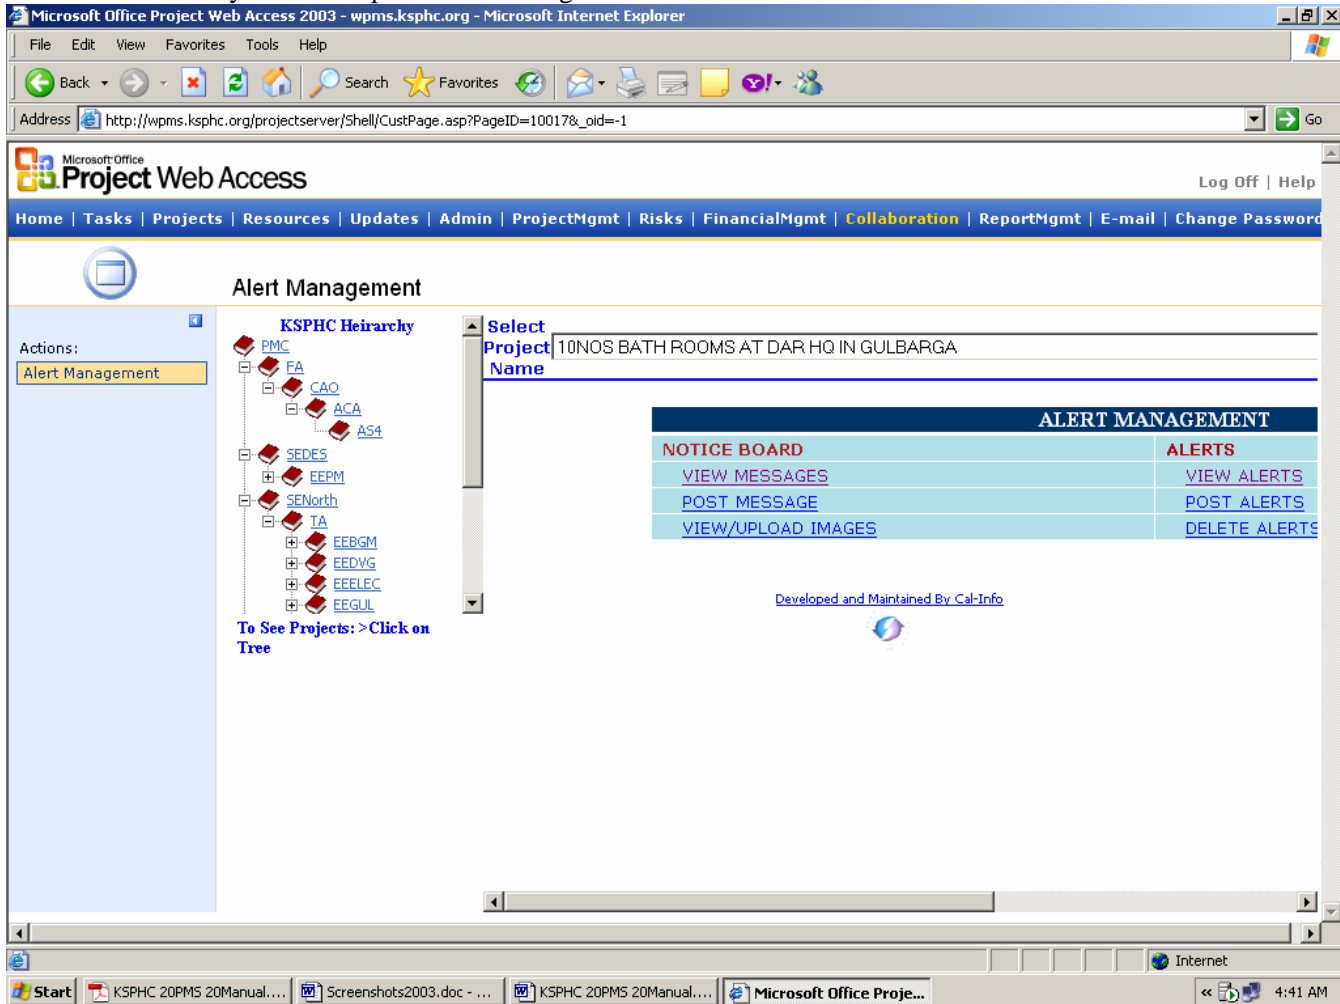 Microsoft Office Project Web Access 2003 - wpms.ksphc.org - Microsoft Internet Explorer
File Edit View Favorites Tools Help
Back Search Favorites
Address http://wpms.ksphc.org/projectserver/Shell/CustPage.asp?PageID=10017&_oid=-1 Go
Microsoft Office
Project Web Access
Log Off | Help
Home | Tasks | Projects | Resources | Updates | Admin | ProjectMgmt | Risks | FinancialMgmt | Collaboration | ReportMgmt | E-mail | Change Password
Alert Management
Actions:
Alert Management
KSPHC Heirarchy
PMC
FA
CAO
ACA
AS4
SEDES
EEPM
SENorth
TA
EEBGM
EEDVG
EEELEC
EEGUL
To See Projects: >Click on
Tree
Select
Project 10NOS BATH ROOMS AT DAR HQ IN GULBARGA
Name
ALERT MANAGEMENT
NOTICE BOARD ALERTS
VIEW MESSAGES VIEW ALERTS
POST MESSAGE POST ALERTS
VIEW/UPLOAD IMAGES DELETE ALERTS
Developed and Maintained By Cal-Info
Internet
Start KSPHC 20PMS 20Manual.... Screenshots2003.doc - ... KSPHC 20PMS 20Manual.... Microsoft Office Proje... « 4:41 AM